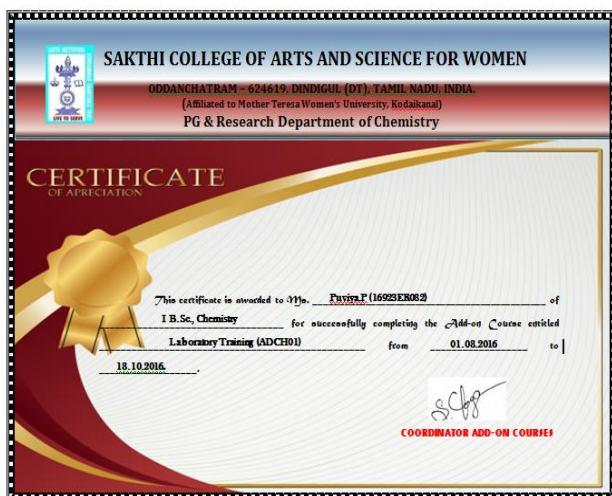 SAKTHI COLLEGE OF ARTS AND SCIENCE FOR WOMEN
ODDANCHATRAM – 624619, DINDIGUL (DT), TAMIL NADU, INDIA.
(Affiliated to Mother Teresa Women's University, Kodaikanal)
PG & Research Department of Chemistry
LIVE TO SERVE
CERTIFICATE
OF APRECIATION
This certificate is awarded to Ms. Puviya.P (16923ER082) of
I B.Sc., Chemistry for successfully completing the Add-on Course entitled
Laboratory Training (ADCH01) from 01.08.2016 to
18.10.2016.
COORDINATOR ADD-ON COURSES